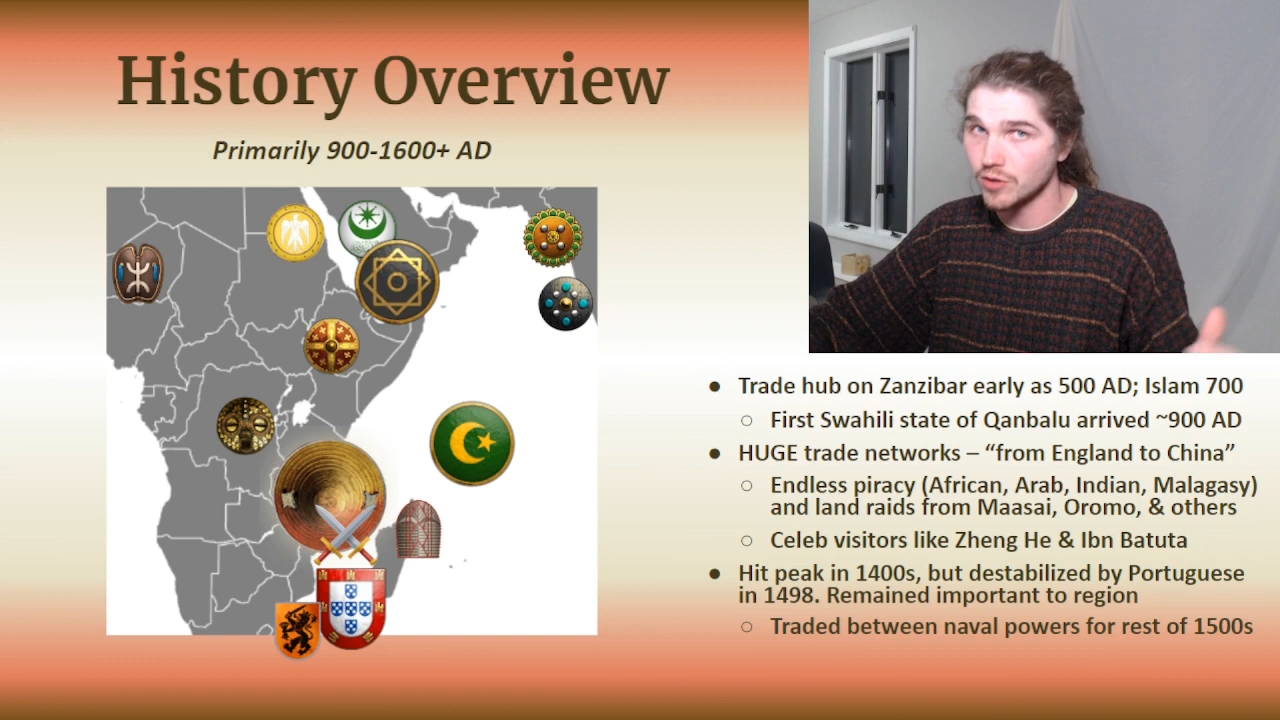 History Overview
Primarily 900-1600+ AD
● Trade hub on Zanzibar early as 500 AD; Islam 700
○ First Swahili state of Qanbalu arrived ~900 AD
● HUGE trade networks – “from England to China”
○ Endless piracy (African, Arab, Indian, Malagasy)
and land raids from Maasai, Oromo, & others
○ Celeb visitors like Zheng He & Ibn Batuta
● Hit peak in 1400s, but destabilized by Portuguese
in 1498. Remained important to region
○ Traded between naval powers for rest of 1500s